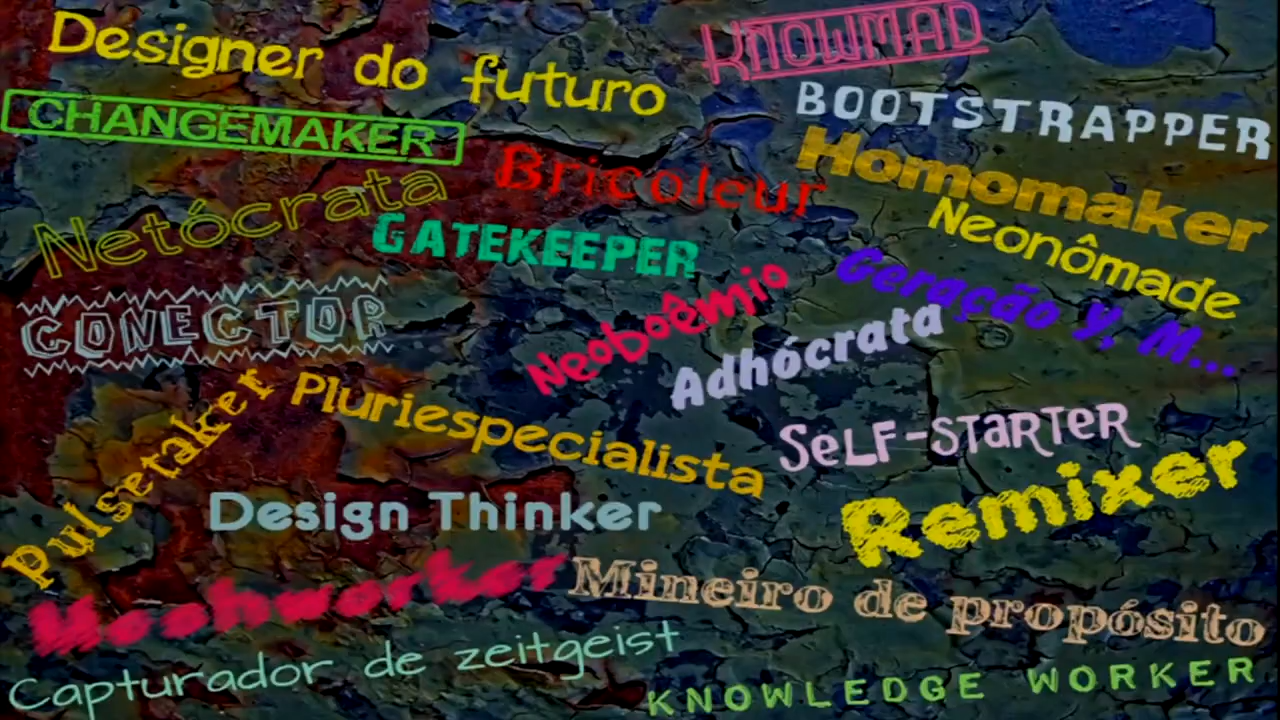 Designer do futuro
KNOWMAD
CHANGEMAKER
BOOTSTRAPPER
Bricoleur
Homomaker
Netócrata
GATEKEEPER
Neonômade
Geração Y, M...
CONECTOR
Neoboêmio
Adhócrata
Pulsetaker
Pluriespecialista
SeLF-STaRTeR
Remixer
Design Thinker
Meshworker
Mineiro de propósito
Capturador de zeitgeist
KNOWLEDGE WORKER